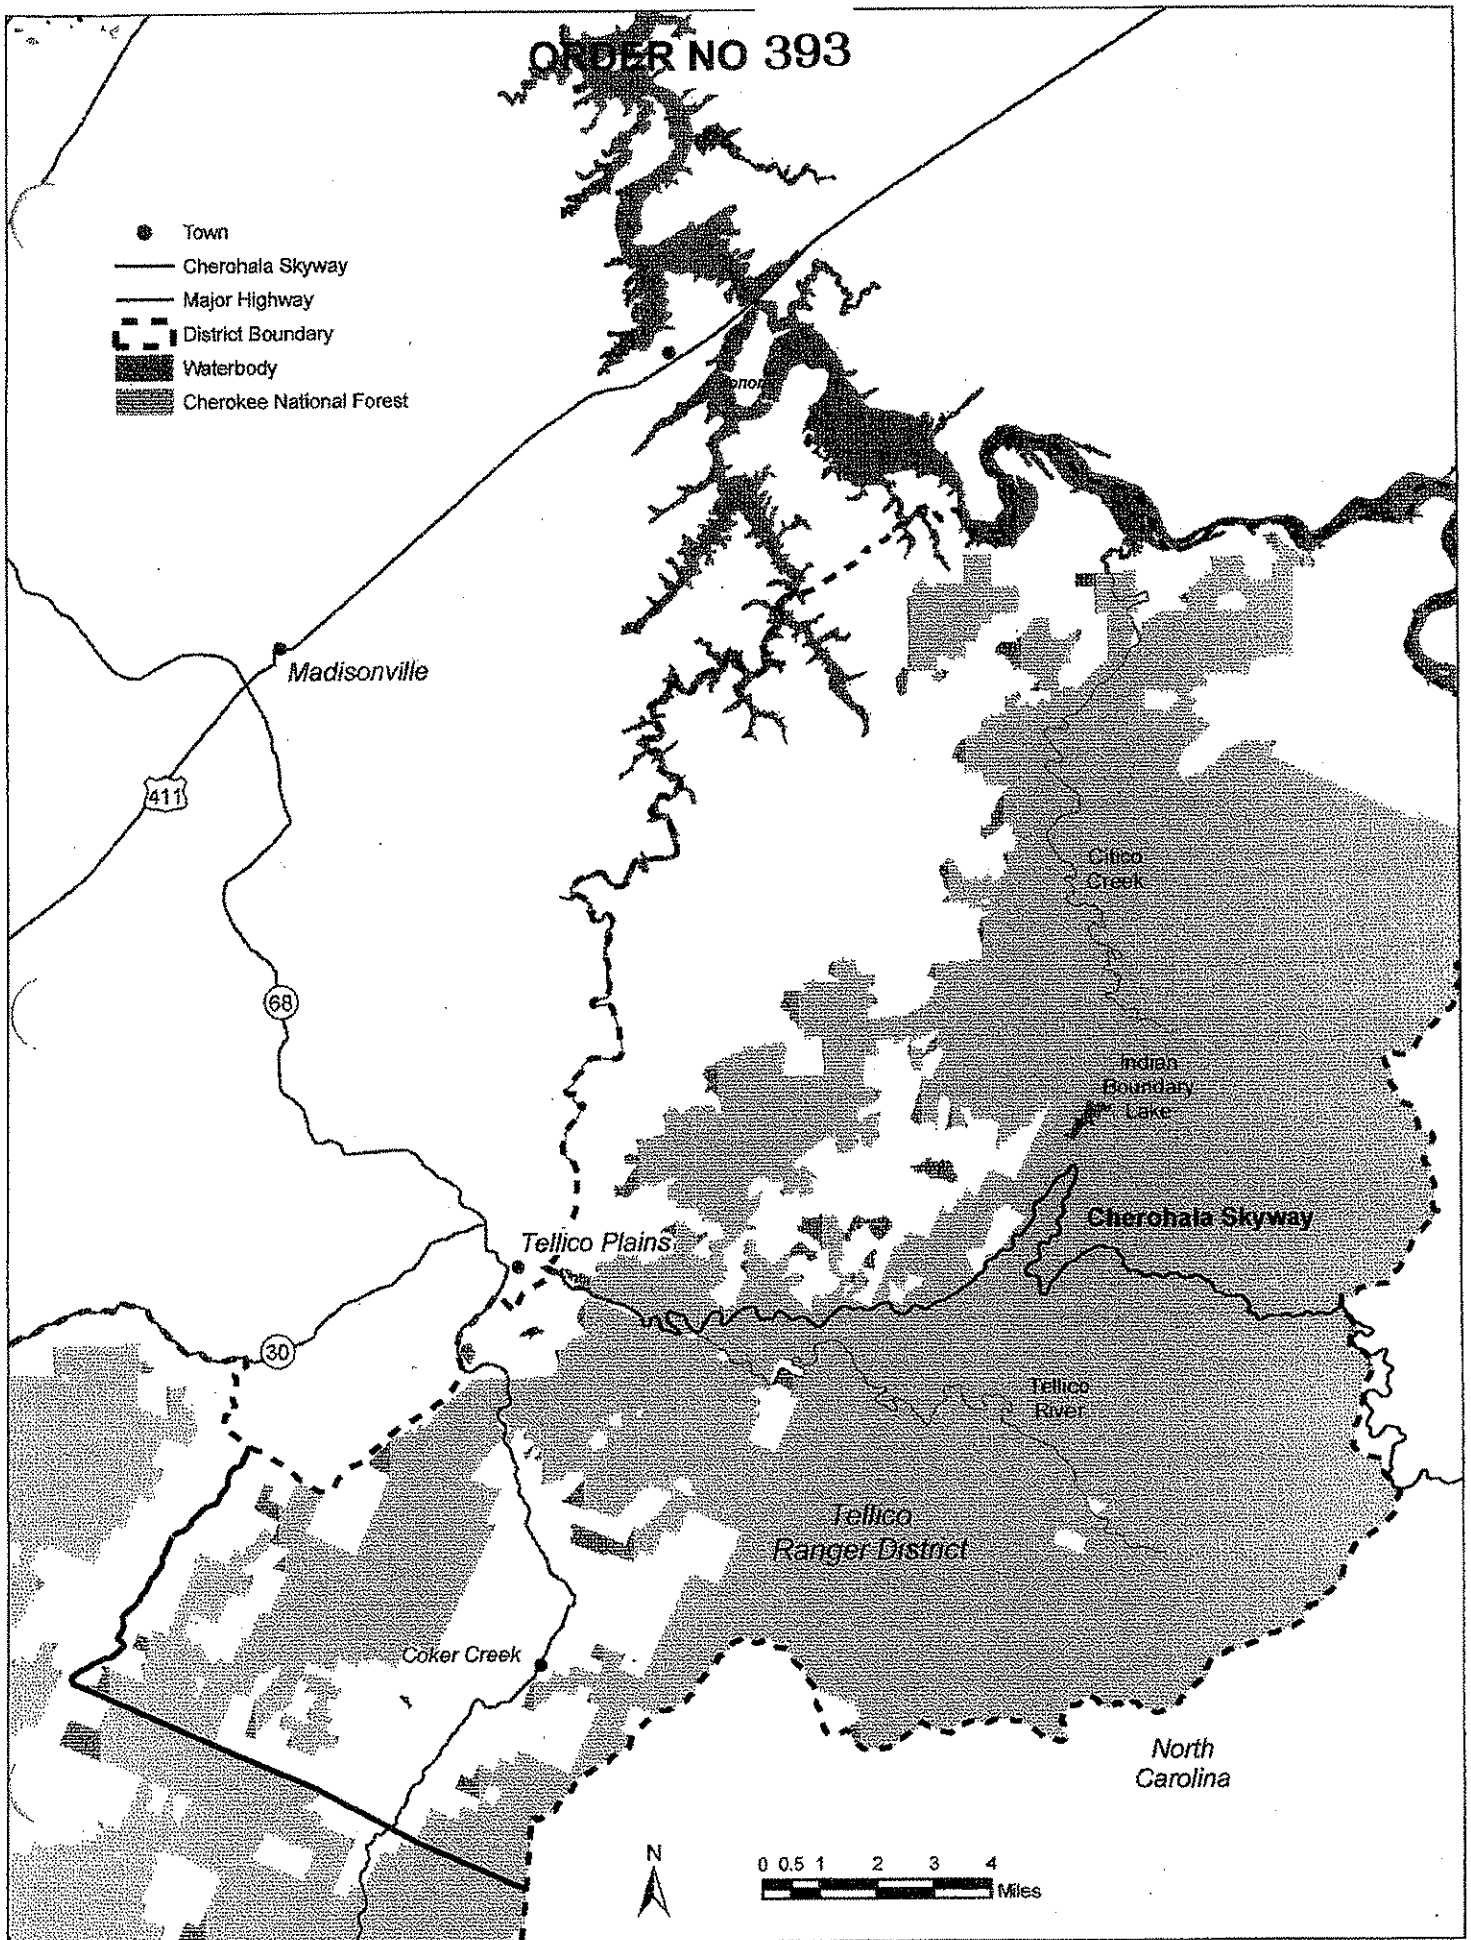 ORDER NO 393
Town
Cherohala Skyway
Major Highway
District Boundary
Waterbody
Cherokee National Forest
Madisonville
411
Citico
Creek
68
Indian
Boundary
Lake
Cherohala Skyway
Tellico Plains
30
Tellico
River
Tellico
Ranger District
Coker Creek
North
Carolina
N
0 0.5 1 2 3 4
Miles